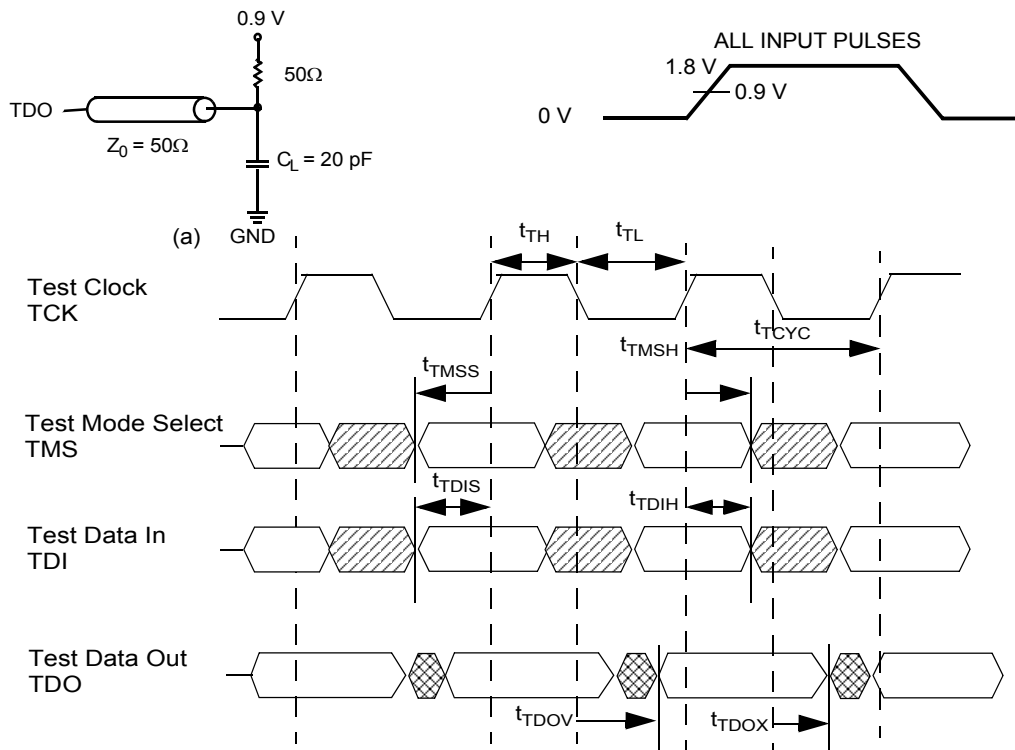 0.9 V
50Ω
TDO
Z0 = 50Ω
CL = 20 pF
(a)
GND
ALL INPUT PULSES
1.8 V
0.9 V
0 V
tTH
tTL
Test Clock
TCK
tTMSH
tTCYC
tTMSS
Test Mode Select
TMS
tTDIS
tTDIH
Test Data In
TDI
Test Data Out
TDO
tTDOV
tTDOX